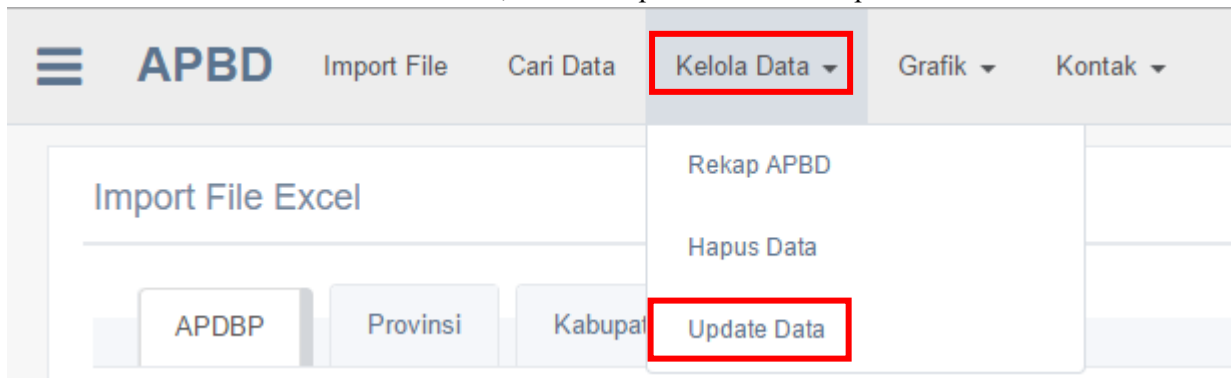 APBD Import File Cari Data Kelola Data Grafik Kontak
Rekap APBD
Import File Excel
Hapus Data
APDBP Provinsi Kabupat
Update Data